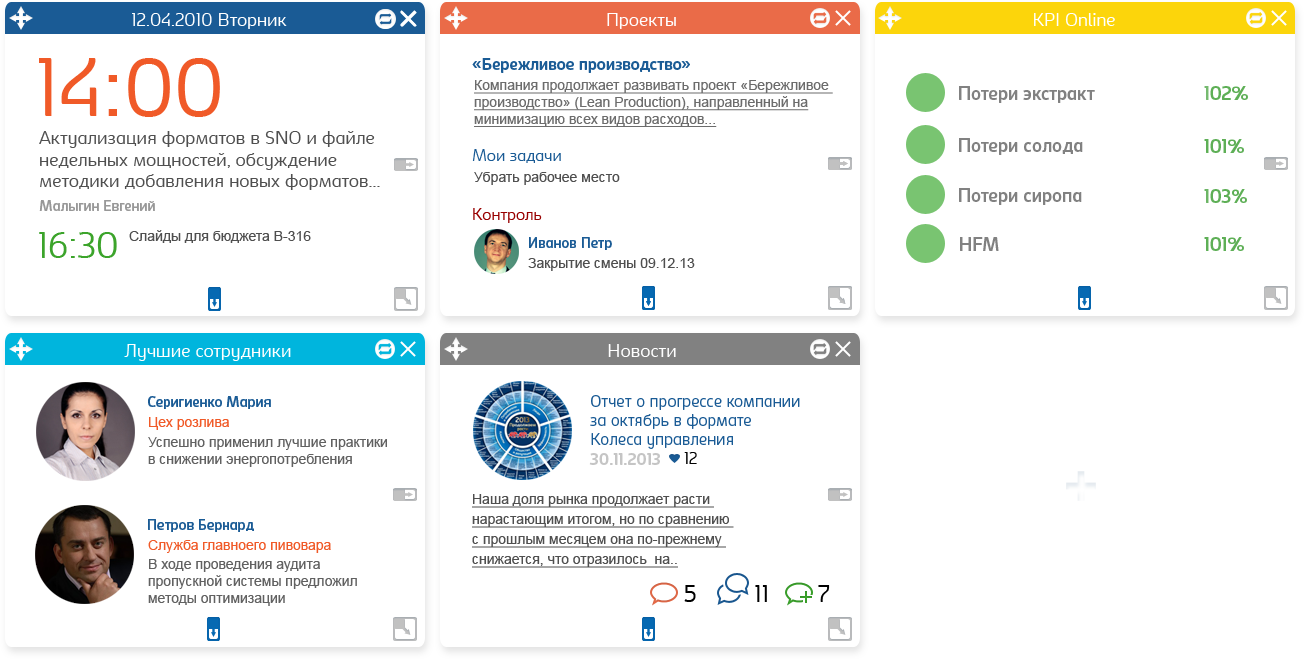 12.04.2010 Вторник
14:00
Актуализация форматов в SNO и файле
недельных мощностей, обсуждение
методики добавления новых форматов...
Малыгин Евгений
16:30 Слайды для бюджета В-316
Проекты
«Бережливое производство»
Компания продолжает развивать проект «Бережливое
производство» (Lean Production), направленный на
минимизацию всех видов расходов...
Мои задачи
Убрать рабочее место
Контроль
Иванов Петр
Закрытие смены 09.12.13
KPI Online
Потери экстракт 102%
Потери солода 101%
Потери сиропа 103%
HFM 101%
Лучшие сотрудники
Серигиенко Мария
Цех розлива
Успешно применил лучшие практики
в снижении энергопотребления
Петров Бернард
Служба главноего пивовара
В ходе проведения аудита
пропускной системы предложил
методы оптимизации
Новости
2013
Отчет о прогрессе компании
за октябрь в формате
Колеса управления
30.11.2013 12
Наша доля рынка продолжает расти
нарастающим итогом, но по сравнению
с прошлым месяцем она по-прежнему
снижается, что отразилось на..
5 11 7